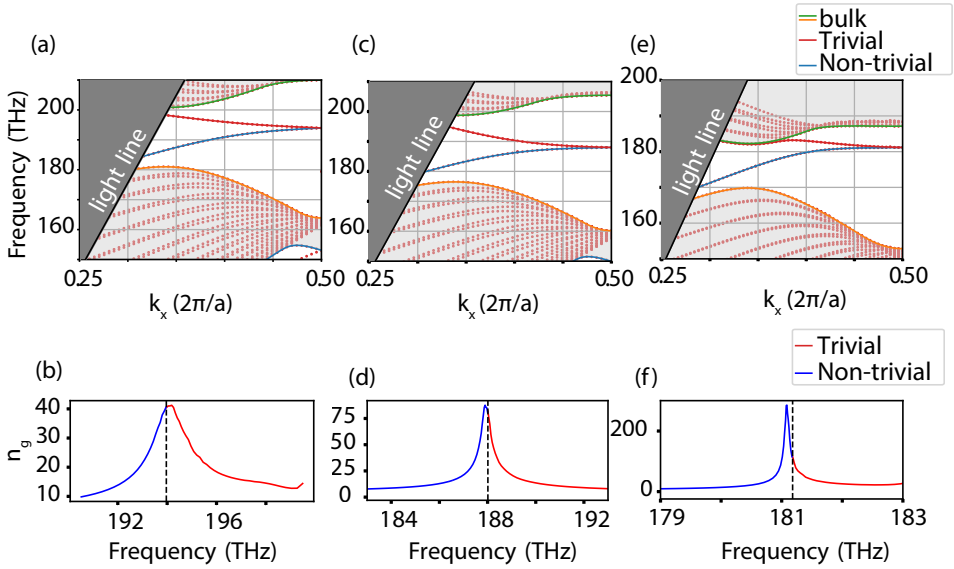 (a)
(c)
(e)
bulk
Trivial
Non-trivial
Frequency (THz)
200
180
160
light line
0.25
0.50
k_x (2π/a)
200
180
160
light line
0.25
0.50
k_x (2π/a)
200
190
180
170
160
light line
0.25
0.50
k_x (2π/a)
Trivial
Non-trivial
(b)
(d)
(f)
n_g
40
30
20
10
192
196
Frequency (THz)
75
50
25
0
184
188
192
Frequency (THz)
200
0
179
181
183
Frequency (THz)